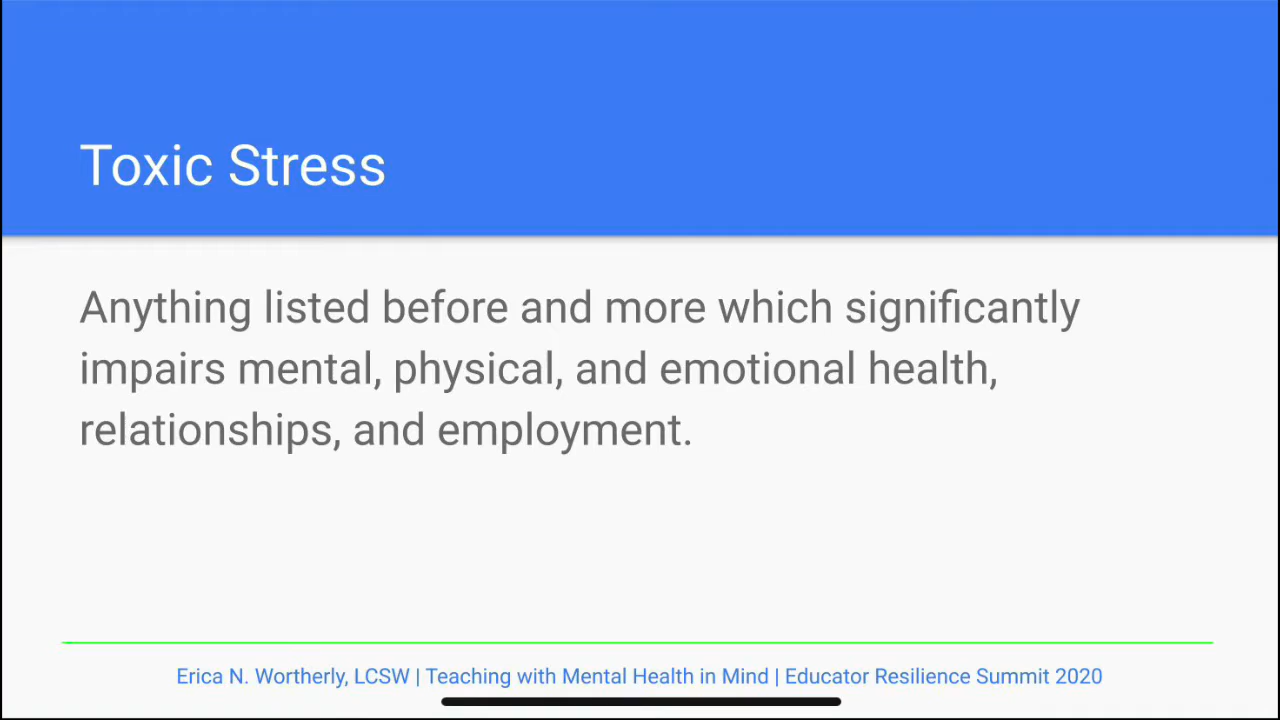 Toxic Stress
Anything listed before and more which significantly
impairs mental, physical, and emotional health,
relationships, and employment.
Erica N. Wortherly, LCSW | Teaching with Mental Health in Mind | Educator Resilience Summit 2020